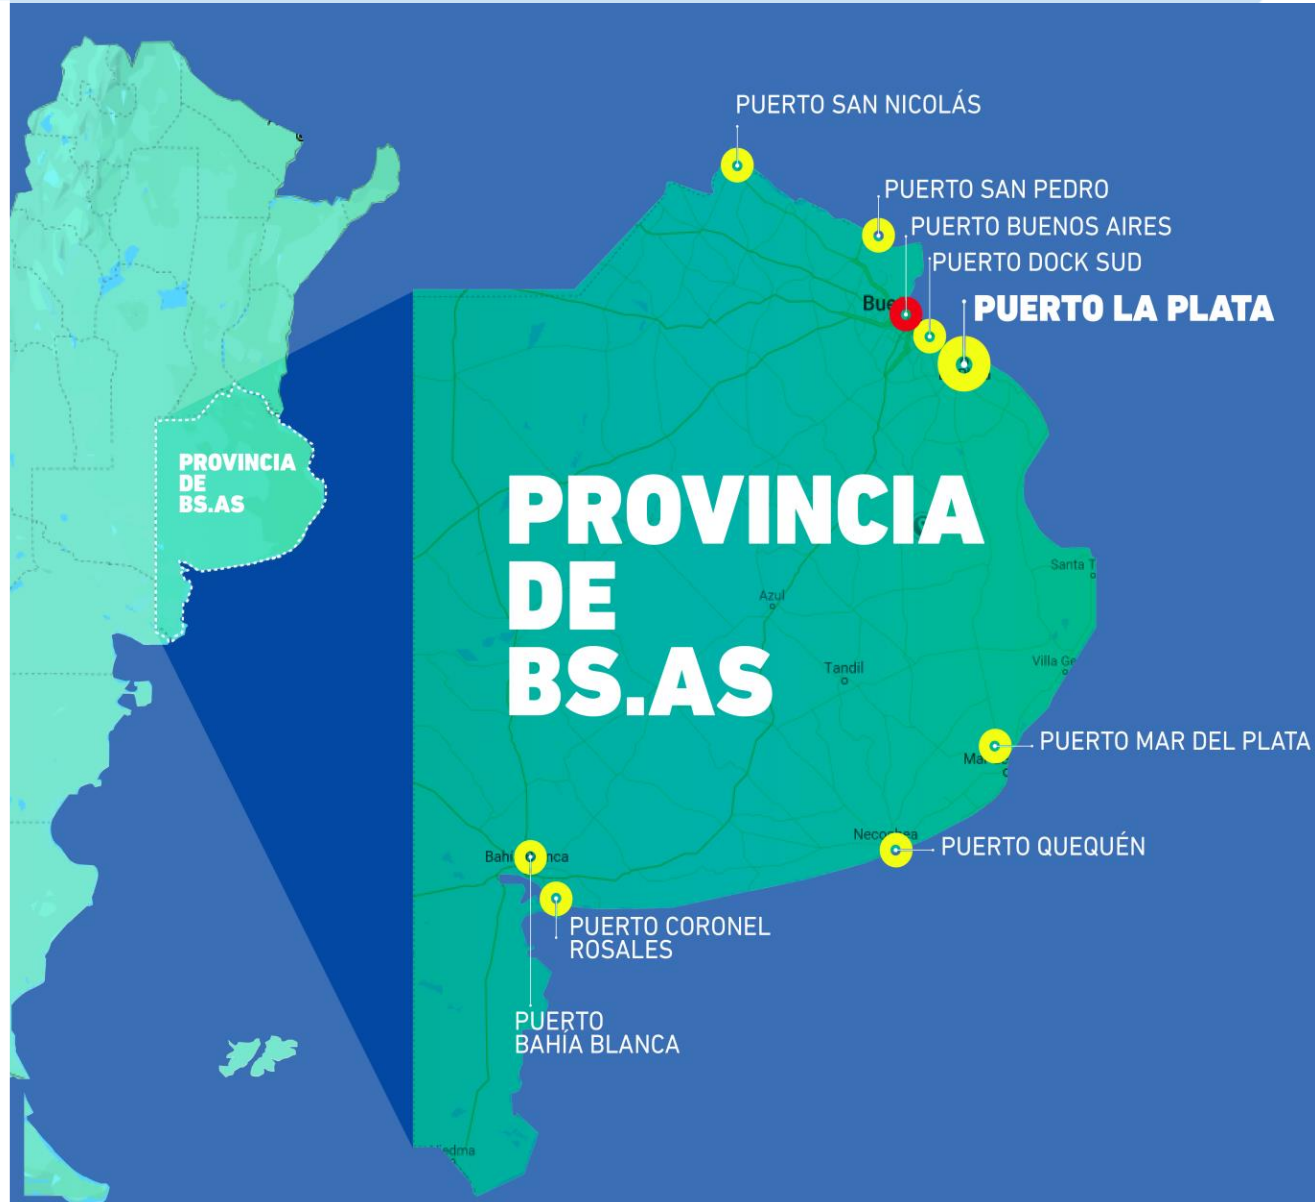 PUERTO SAN NICOLÁS
PUERTO SAN PEDRO
PUERTO BUENOS AIRES
PUERTO DOCK SUD
PUERTO LA PLATA
PROVINCIA
DE
BS.AS
PROVINCIA
DE
BS.AS
Santa T
Azul
Tandil
Villa Ge
PUERTO MAR DEL PLATA
PUERTO QUEQUÉN
PUERTO CORONEL
ROSALES
PUERTO
BAHÍA BLANCA